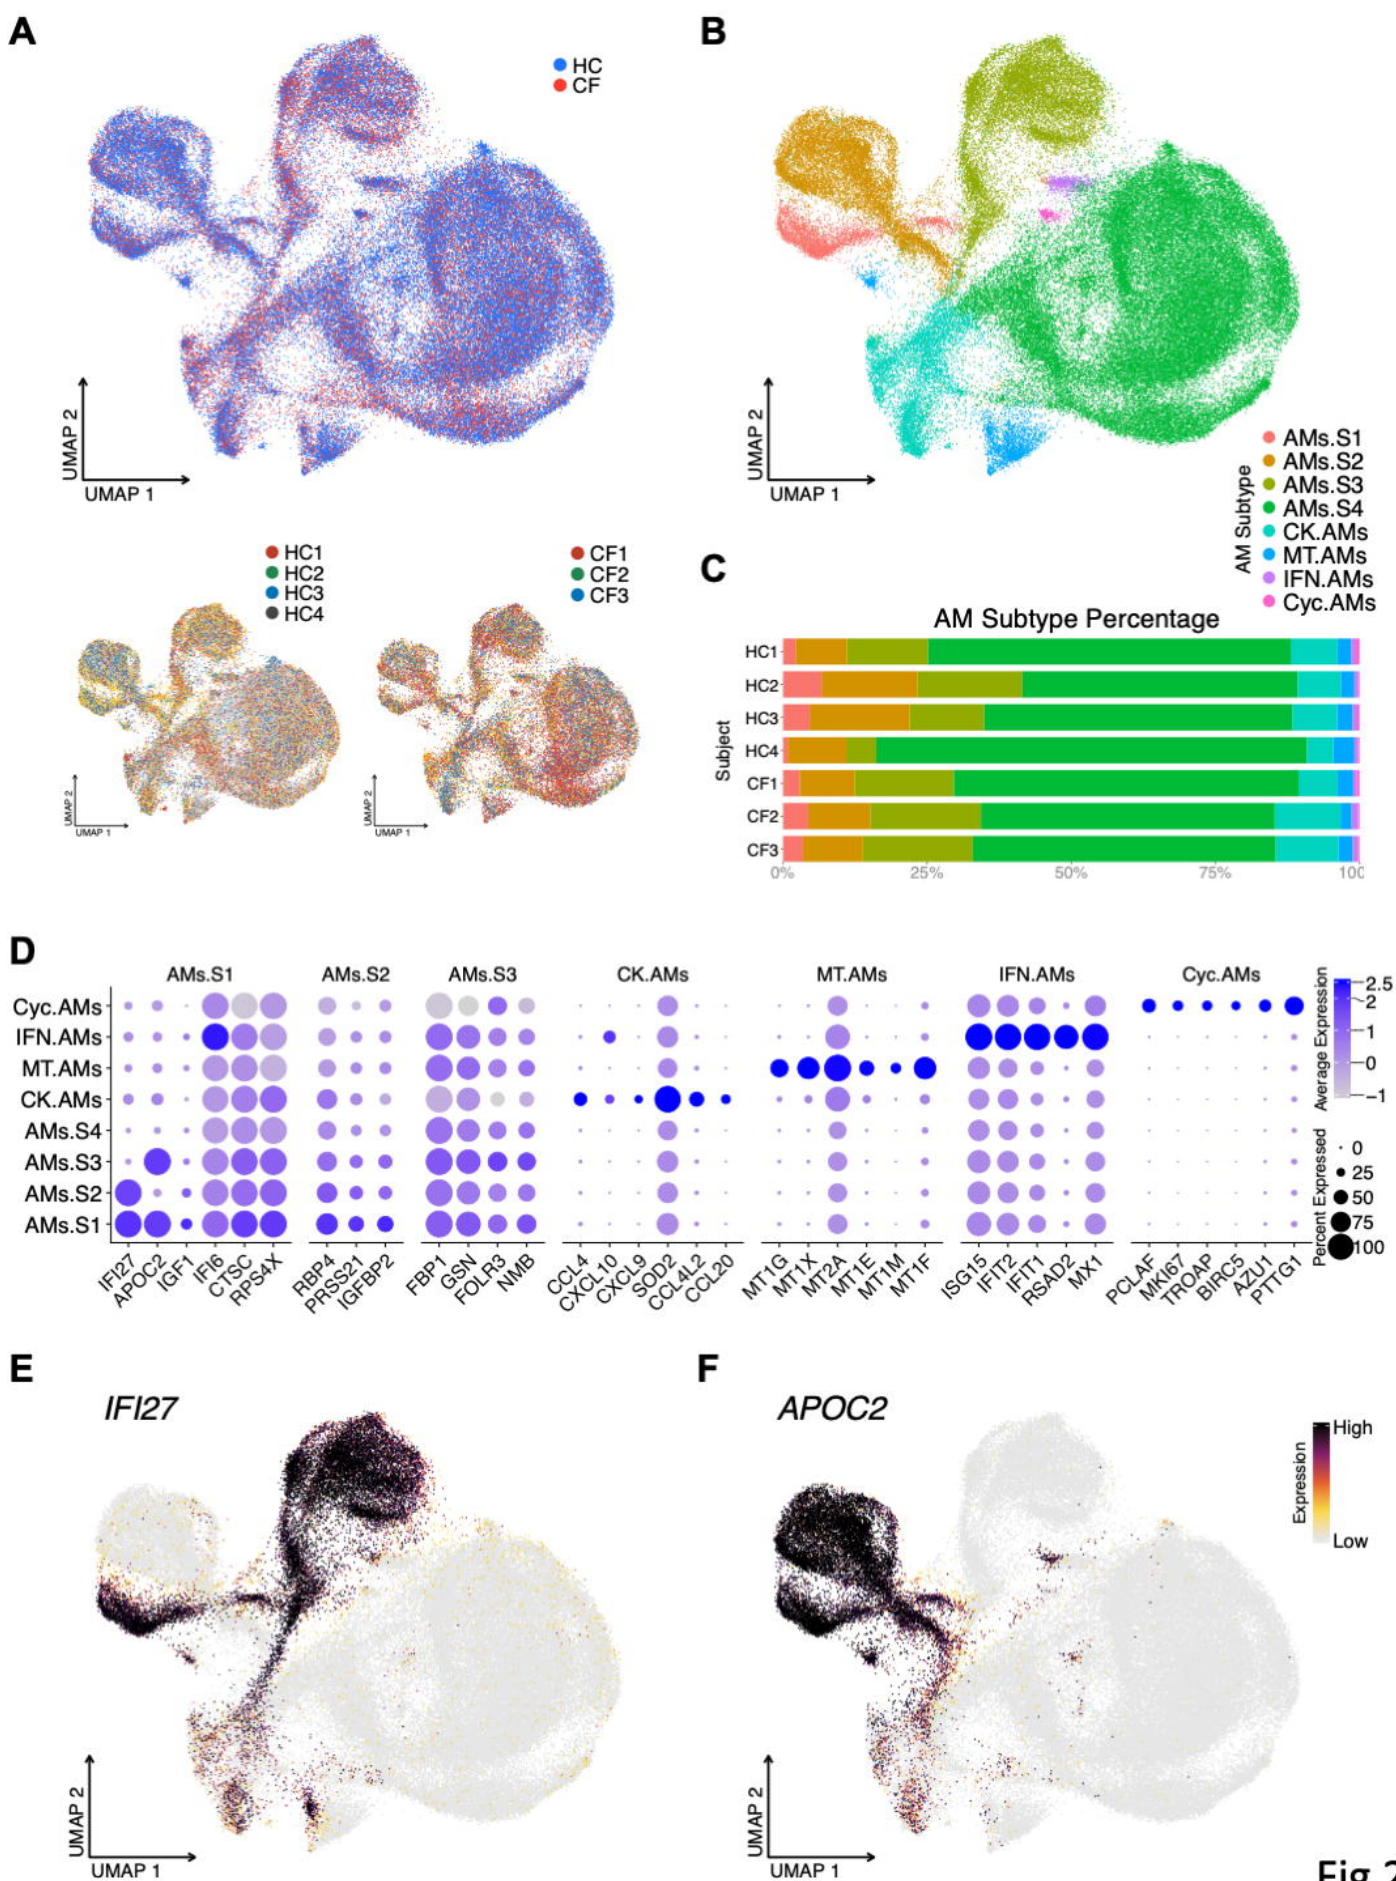 A
HC
CF
UMAP 2
UMAP 1
HC1
HC2
HC3
HC4
UMAP 2
UMAP 1
CF1
CF2
CF3
UMAP 2
UMAP 1
B
UMAP 2
UMAP 1
AM Subtype
AMs.S1
AMs.S2
AMs.S3
AMs.S4
CK.AMs
MT.AMs
IFN.AMs
Cyc.AMs
C
AM Subtype Percentage
Subject
HC1
HC2
HC3
HC4
CF1
CF2
CF3
0% 25% 50% 75% 100
D
AMs.S1 AMs.S2 AMs.S3 CK.AMs MT.AMs IFN.AMs Cyc.AMs
Cyc.AMs
IFN.AMs
MT.AMs
CK.AMs
AMs.S4
AMs.S3
AMs.S2
AMs.S1
IFI27 APOC2 IGF1 IFI6 CTSC RPS4X RBP4 PRSS21 IGFBP2 FBP1 GSN FOLR3 NMB CCL4 CXCL10 CXCL9 SOD2 CCL4L2 CCL20 MT1G MT1X MT2A MT1E MT1M MT1F ISG15 IFIT2 IFIT1 RSAD2 MX1 PCLAF MKI67 TROAP BIRC5 AZU1 PTTG1
Average Expression
2.5
2
1
0
−1
Percent Expressed
0
25
50
75
100
E
IFI27
UMAP 2
UMAP 1
F
APOC2
Expression
High
Low
UMAP 2
UMAP 1
Fig 2